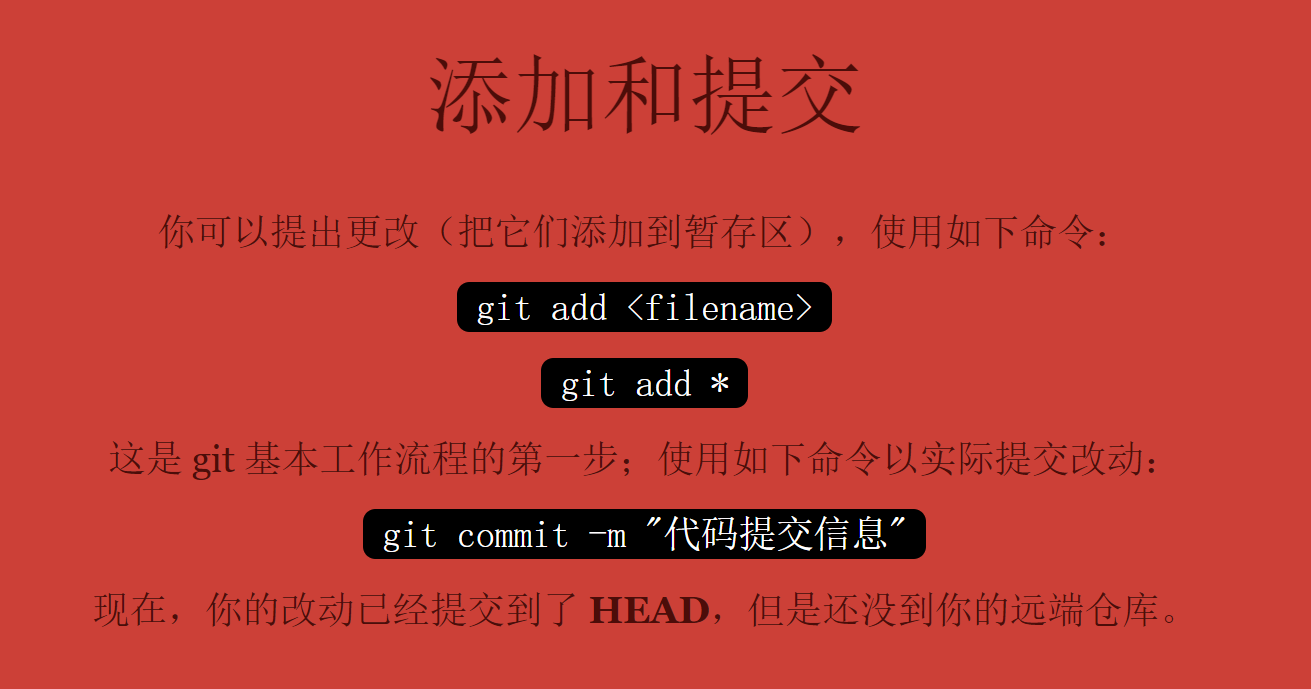 添加和提交
你可以提出更改（把它们添加到暂存区），使用如下命令：
git add <filename>
git add *
这是 git 基本工作流程的第一步；使用如下命令以实际提交改动：
git commit -m "代码提交信息"
现在，你的改动已经提交到了 HEAD，但是还没到你的远端仓库。